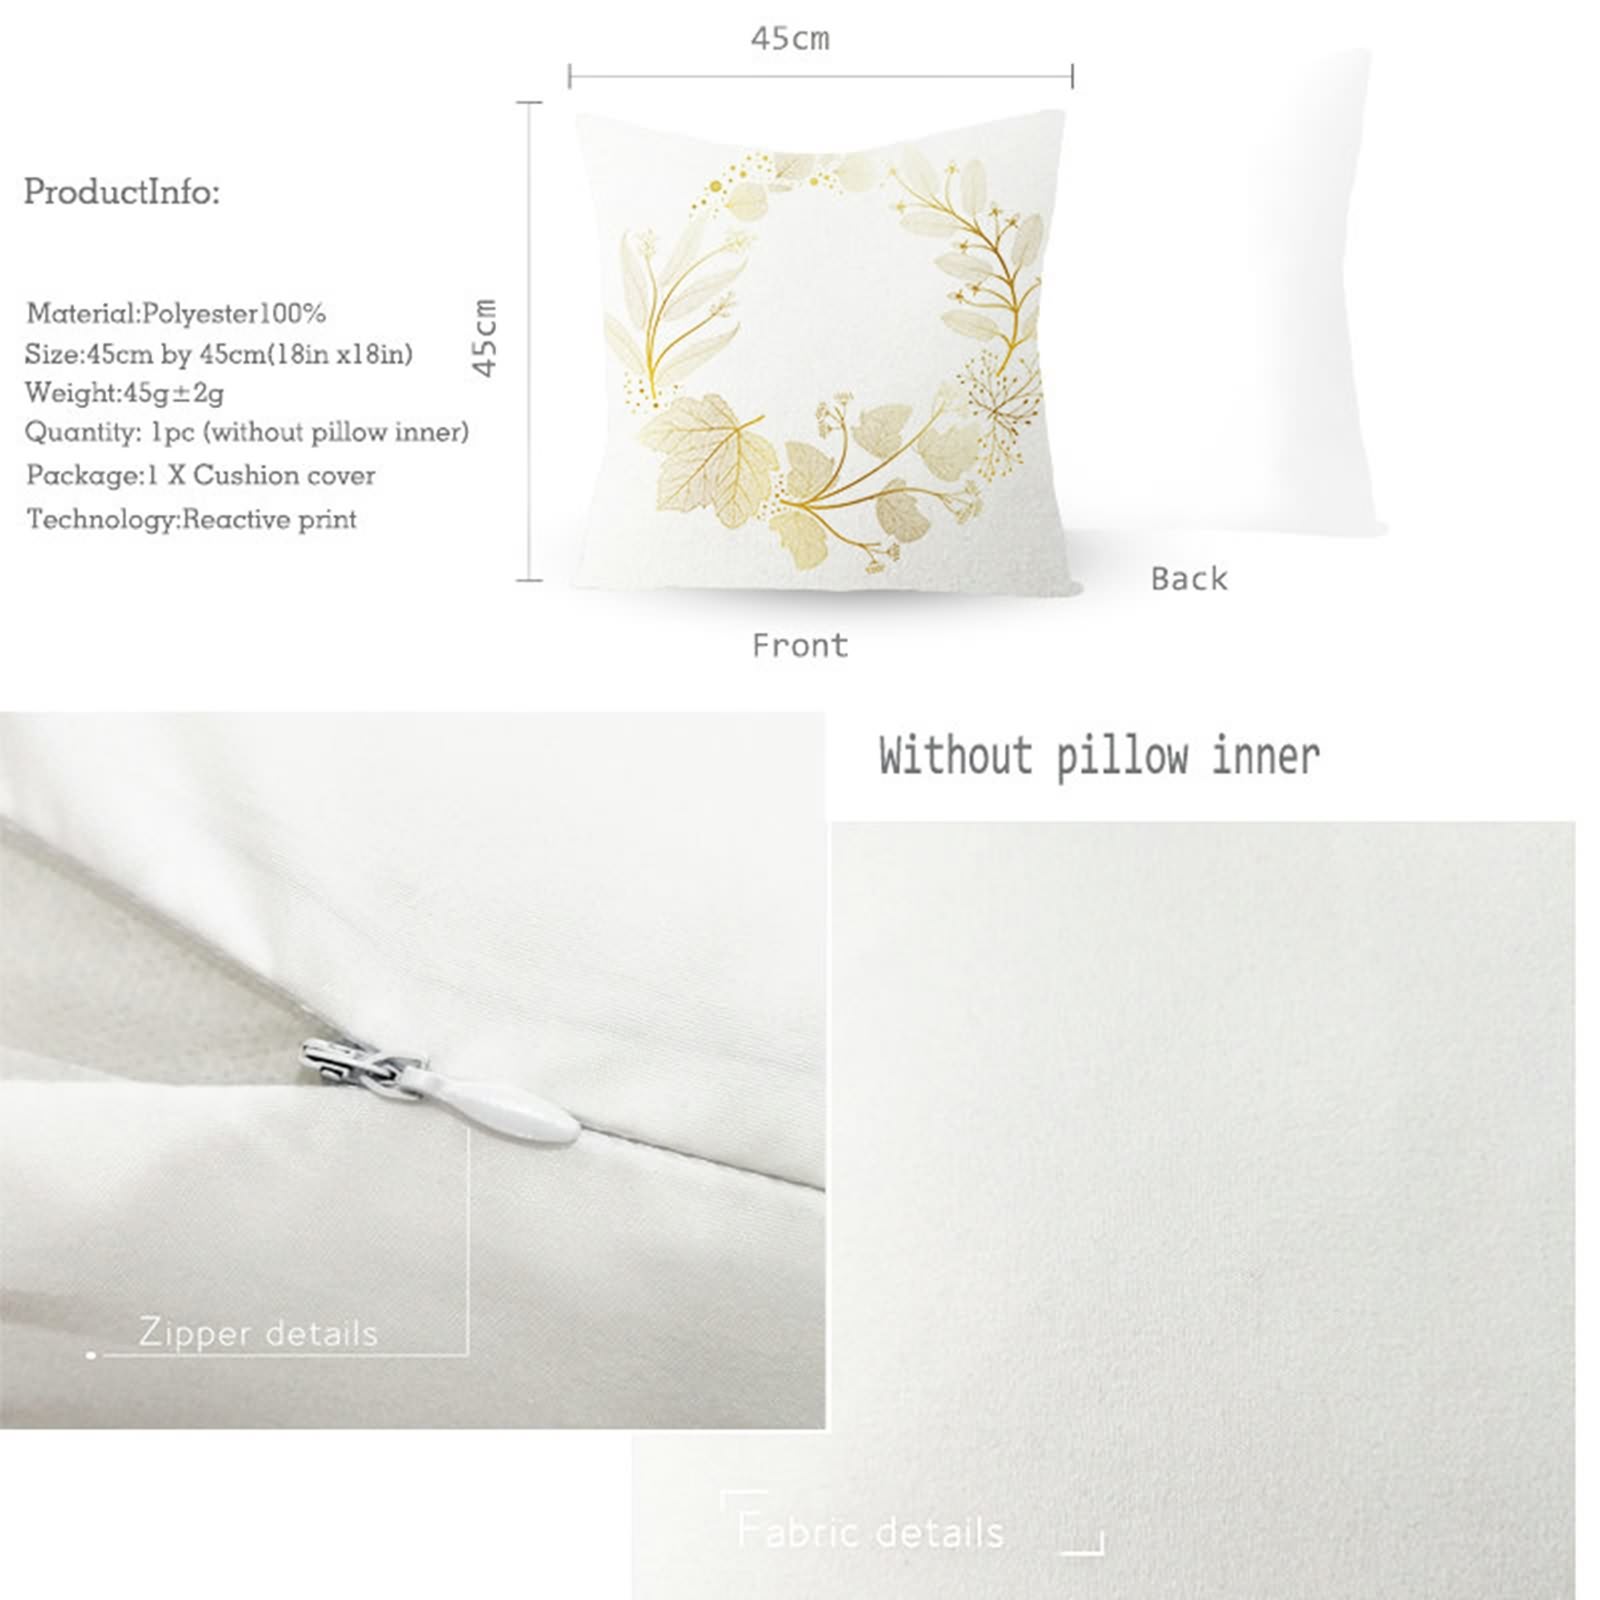 45cm
45cm
ProductInfo:
Material:Polyester100%
Size:45cm by 45cm(18in x18in)
Weight:45g±2g
Quantity: 1pc (without pillow inner)
Package:1 X Cushion cover
Technology:Reactive print
Back
Front
Without pillow inner
Zipper details
Fabric details